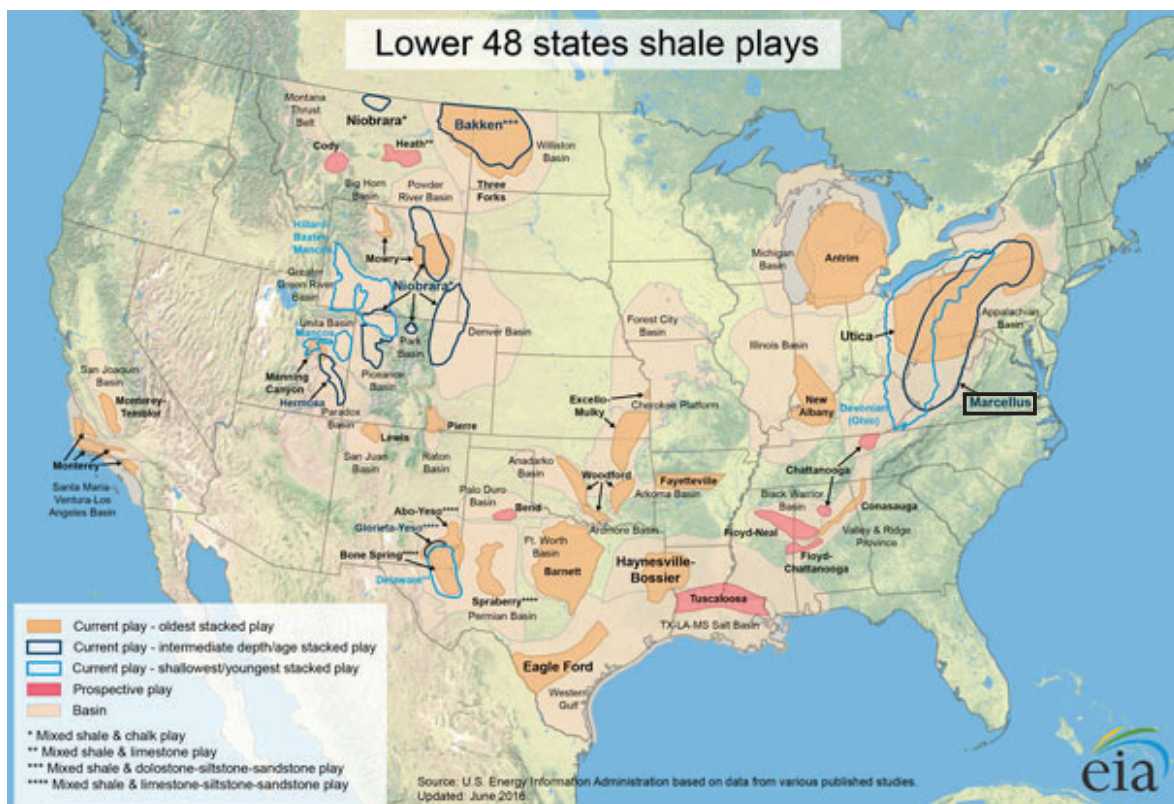 Lower 48 states shale plays
Montana
Thrust
Belt
Niobrara*
Bakken***
Cody
Heath**
Williston
Basin
Big Horn
Basin
Powder
River Basin
Three
Forks
Hilliard-
Baxter-
Mancos
Mowry
Michigan
Basin
Antrim
Greater
Green River
Basin
Niobrara*
Forest City
Basin
Appalachian
Basin
Utica
Uinta Basin
Mancos
Park
Basin
Denver Basin
Illinois Basin
San Joaquin
Basin
Manning
Canyon
Piceance
Basin
Monterey-
Temblor
Hermosa
Paradox
Basin
Excello-
Mulky
Cherokee Platform
New
Albany
Devonian
(Ohio)
Marcellus
Pierre
Lewis
Monterey
San Juan
Basin
Raton
Basin
Anadarko
Basin
Woodford
Fayetteville
Chattanooga
Santa Maria-
Ventura-Los
Angeles Basin
Palo Duro
Basin
Arkoma Basin
Black Warrior
Basin
Conasauga
Abo-Yeso****
Bend
Glorieta-Yeso****
Ardmore Basin
Floyd-Neal
Valley & Ridge
Province
Bone Spring****
Ft. Worth
Basin
Haynesville-
Bossier
Floyd-
Chattanooga
Delaware**
Barnett
Spraberry****
Permian Basin
Tuscaloosa
TX-LA-MS Salt Basin
Eagle Ford
Western
Gulf
Current play - oldest stacked play
Current play - intermediate depth/age stacked play
Current play - shallowest/youngest stacked play
Prospective play
Basin
* Mixed shale & chalk play
** Mixed shale & limestone play
*** Mixed shale & dolostone-siltstone-sandstone play
**** Mixed shale & limestone-siltstone-sandstone play
Source: U.S. Energy Information Administration based on data from various published studies.
Updated: June 2016.
eia